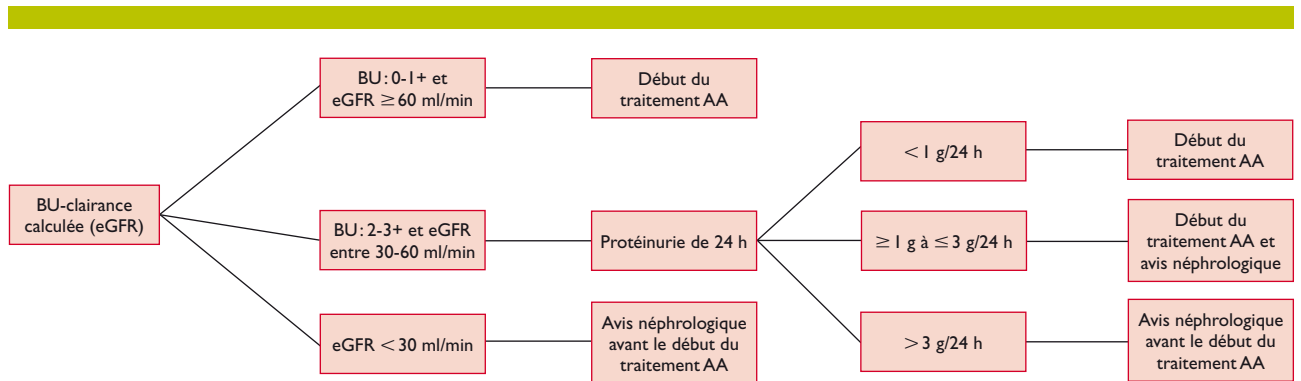 BU-clairance
calculée (eGFR)
BU: 0-1+ et
eGFR ≥ 60 ml/min
Début du
traitement AA
BU: 2-3+ et eGFR
entre 30-60 ml/min
Protéinurie de 24 h
< 1 g/24 h
Début du
traitement AA
≥ 1 g à ≤ 3 g/24 h
Début du
traitement AA et
avis néphrologique
> 3 g/24 h
Avis néphrologique
avant le début du
traitement AA
eGFR < 30 ml/min
Avis néphrologique
avant le début du
traitement AA